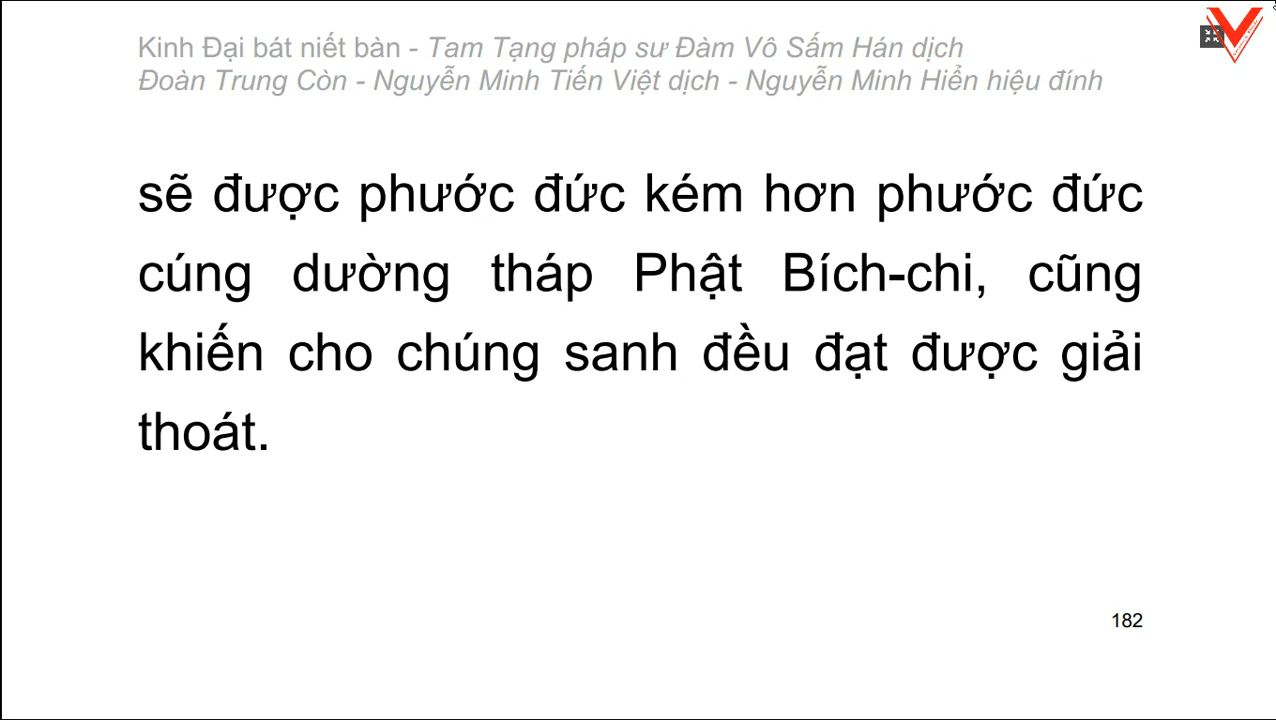 Kinh Đại bát niết bàn - Tam Tạng pháp sư Đàm Vô Sấm Hán dịch
Đoàn Trung Còn - Nguyễn Minh Tiến Việt dịch - Nguyễn Minh Hiển hiệu đính
sẽ được phước đức kém hơn phước đức
cúng dường tháp Phật Bích-chi, cũng
khiến cho chúng sanh đều đạt được giải
thoát.
182